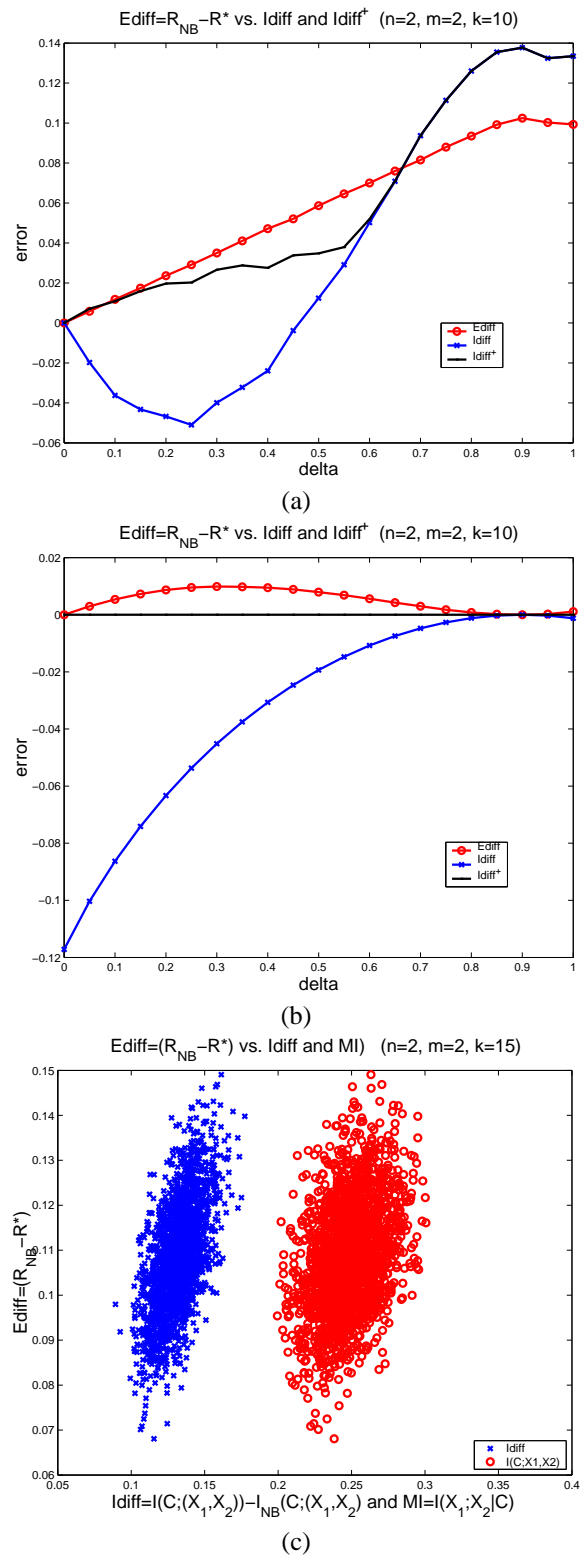 Ediff=R_NB−R* vs. Idiff and Idiff⁺ (n=2, m=2, k=10)
0.14
0.12
0.1
0.08
0.06
0.04
0.02
0
−0.02
−0.04
−0.06
error
Ediff
Idiff
Idiff⁺
0 0.1 0.2 0.3 0.4 0.5 0.6 0.7 0.8 0.9 1
delta
(a)
Ediff=R_NB−R* vs. Idiff and Idiff⁺ (n=2, m=2, k=10)
0.02
0
−0.02
−0.04
−0.06
−0.08
−0.1
−0.12
error
Ediff
Idiff
Idiff⁺
0 0.1 0.2 0.3 0.4 0.5 0.6 0.7 0.8 0.9 1
delta
(b)
Ediff=(R_NB−R*) vs. Idiff and MI) (n=2, m=2, k=15)
0.15
0.14
0.13
0.12
0.11
0.1
0.09
0.08
0.07
0.06
Ediff=(R_NB−R*)
Idiff
I(C;X1,X2)
0.05 0.1 0.15 0.2 0.25 0.3 0.35 0.4
Idiff=I(C;(X_1,X_2))−I_NB(C;(X_1,X_2) and MI=I(X_1;X_2|C)
(c)